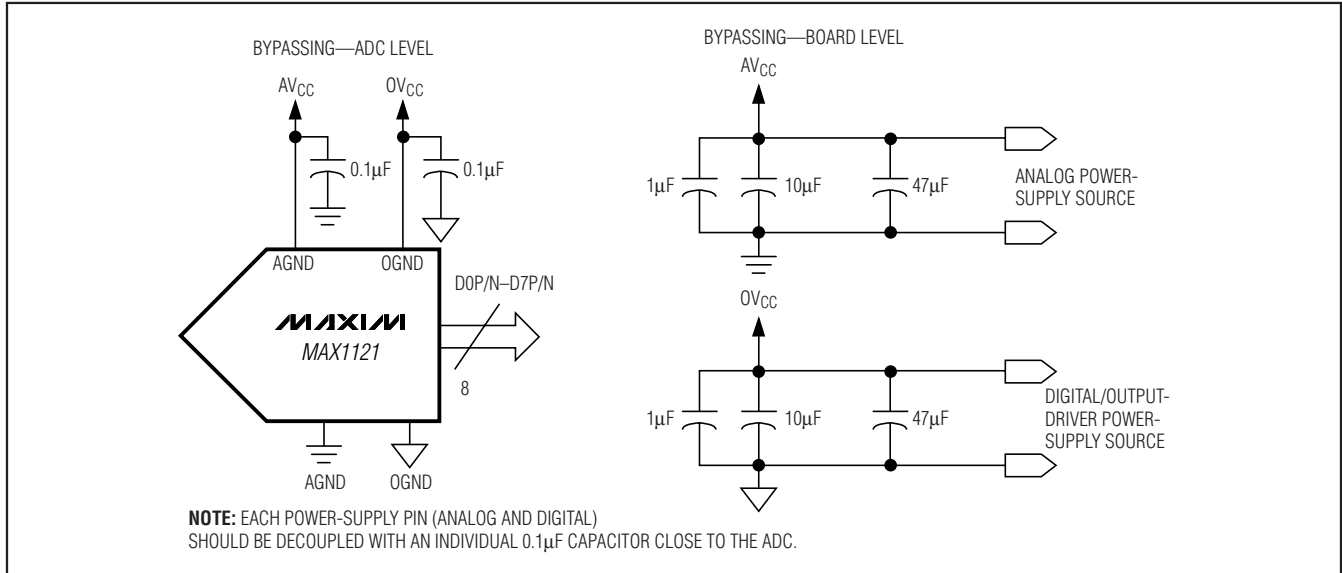 BYPASSING—ADC LEVEL
AVCC
OVCC
0.1µF
0.1µF
AGND
OGND
D0P/N–D7P/N
MAXIM
MAX1121
8
AGND
OGND
BYPASSING—BOARD LEVEL
AVCC
1µF
10µF
47µF
ANALOG POWER-
SUPPLY SOURCE
OVCC
1µF
10µF
47µF
DIGITAL/OUTPUT-
DRIVER POWER-
SUPPLY SOURCE
NOTE: EACH POWER-SUPPLY PIN (ANALOG AND DIGITAL)
SHOULD BE DECOUPLED WITH AN INDIVIDUAL 0.1µF CAPACITOR CLOSE TO THE ADC.